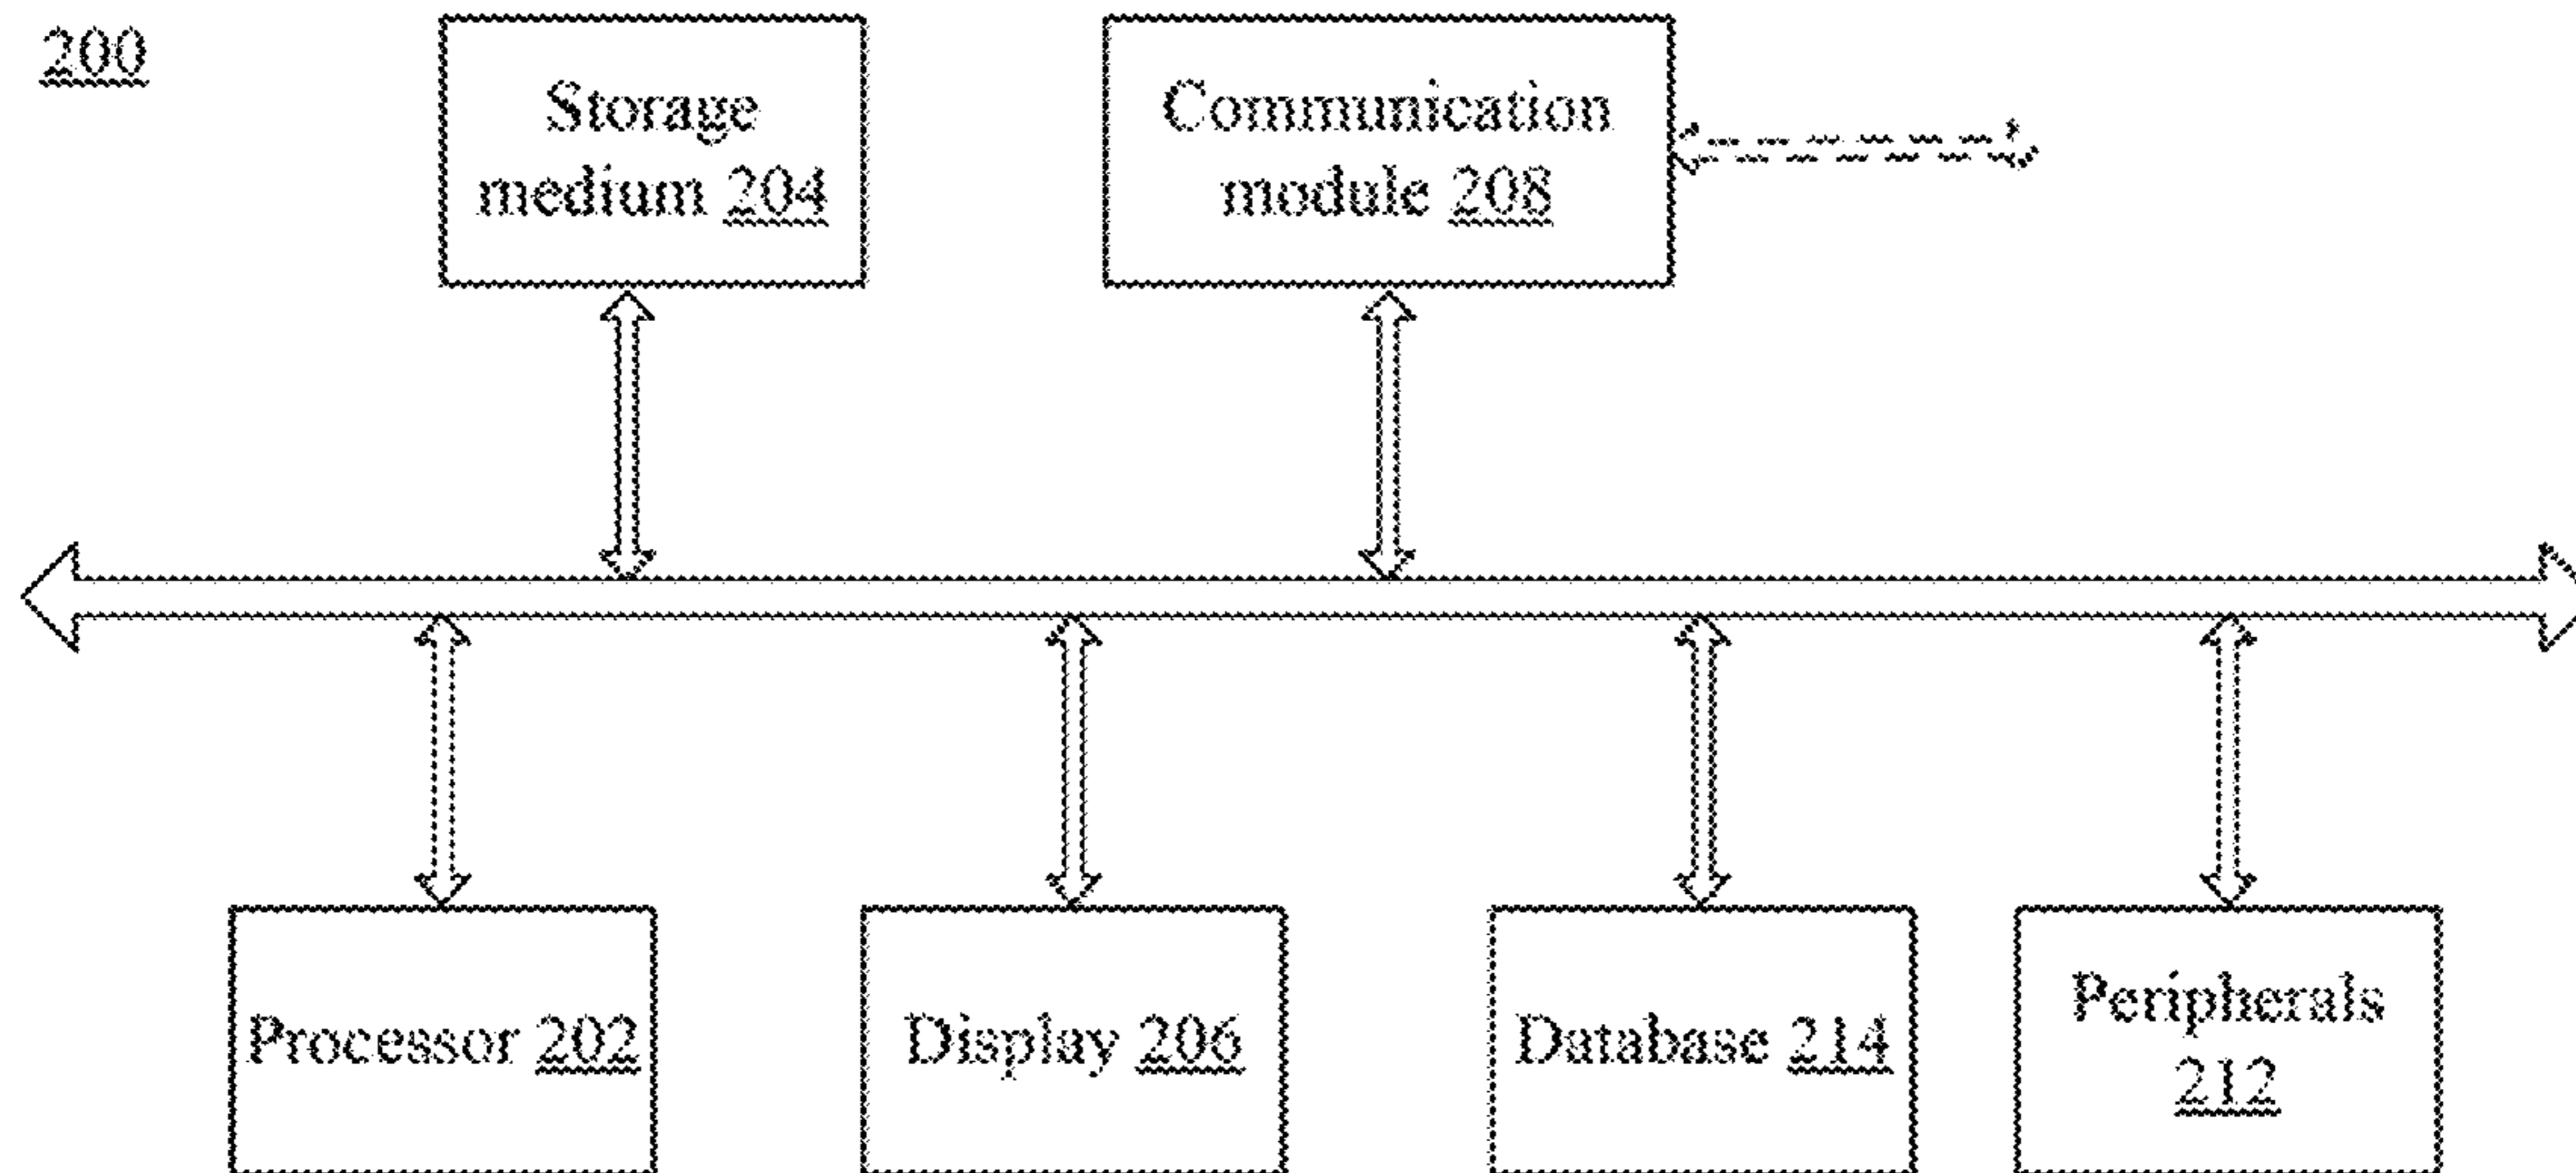 200
Storage
medium 204
Communication
module 208
Processor 202
Display 206
Database 214
Peripherals
212